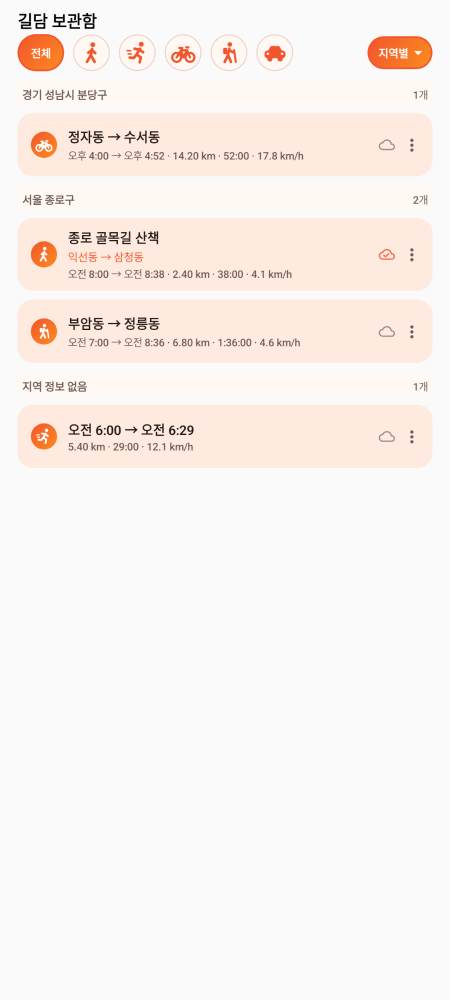 길담 보관함
전체
지역별
경기 성남시 분당구 1개
정자동 → 수서동
오후 4:00 → 오후 4:52 · 14.20 km · 52:00 · 17.8 km/h
서울 종로구 2개
종로 골목길 산책
익선동 → 삼청동
오전 8:00 → 오전 8:38 · 2.40 km · 38:00 · 4.1 km/h
부암동 → 정릉동
오전 7:00 → 오전 8:36 · 6.80 km · 1:36:00 · 4.6 km/h
지역 정보 없음 1개
오전 6:00 → 오전 6:29
5.40 km · 29:00 · 12.1 km/h